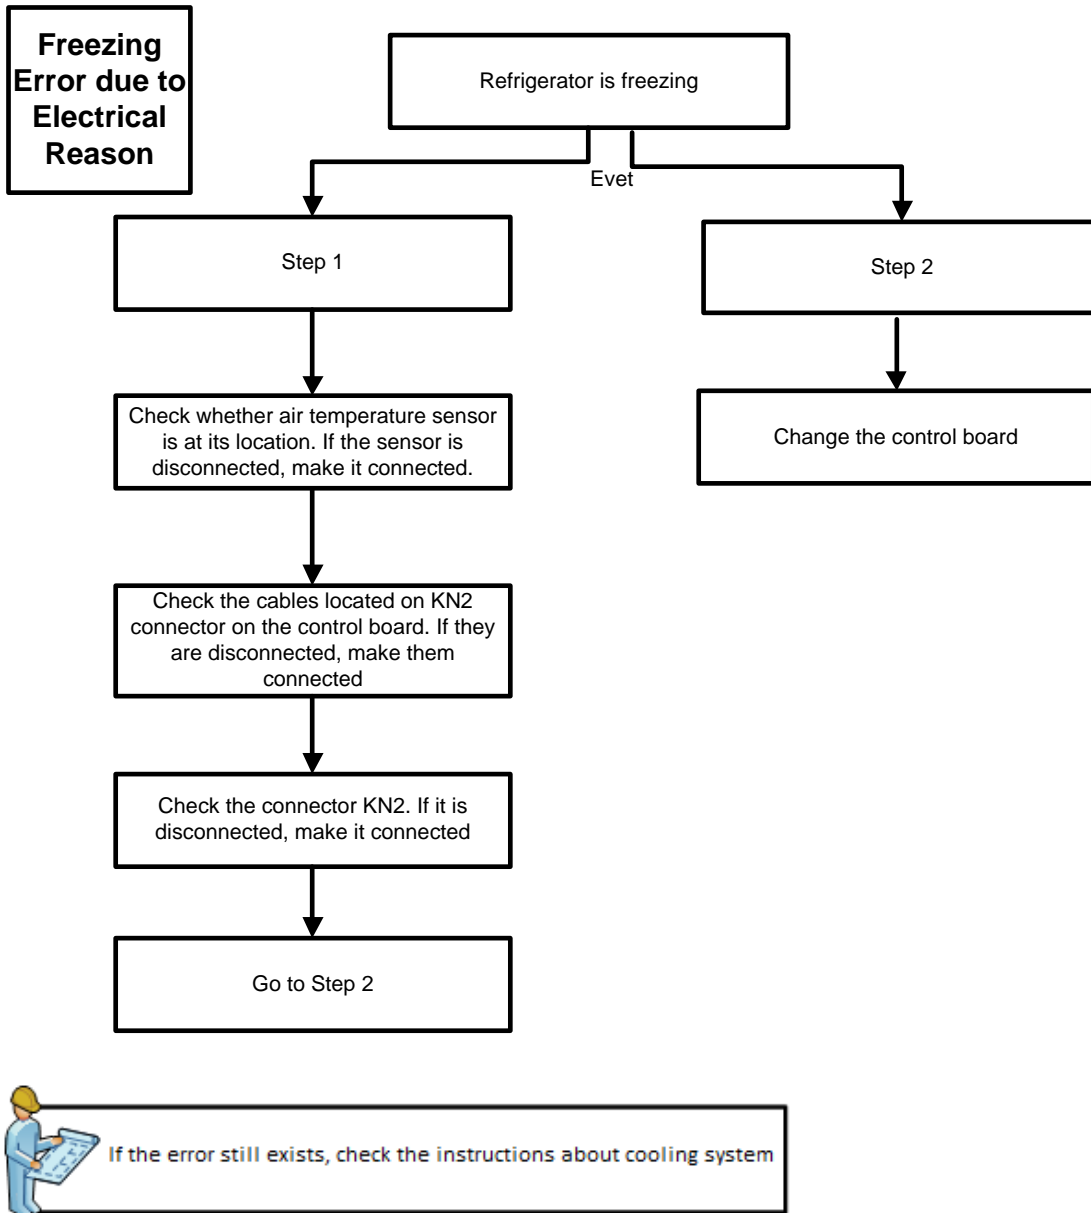 Freezing
Error due to
Electrical
Reason
Refrigerator is freezing
Evet
Step 1
Step 2
Check whether air temperature sensor
is at its location. If the sensor is
disconnected, make it connected.
Change the control board
Check the cables located on KN2
connector on the control board. If they
are disconnected, make them
connected
Check the connector KN2. If it is
disconnected, make it connected
Go to Step 2
If the error still exists, check the instructions about cooling system